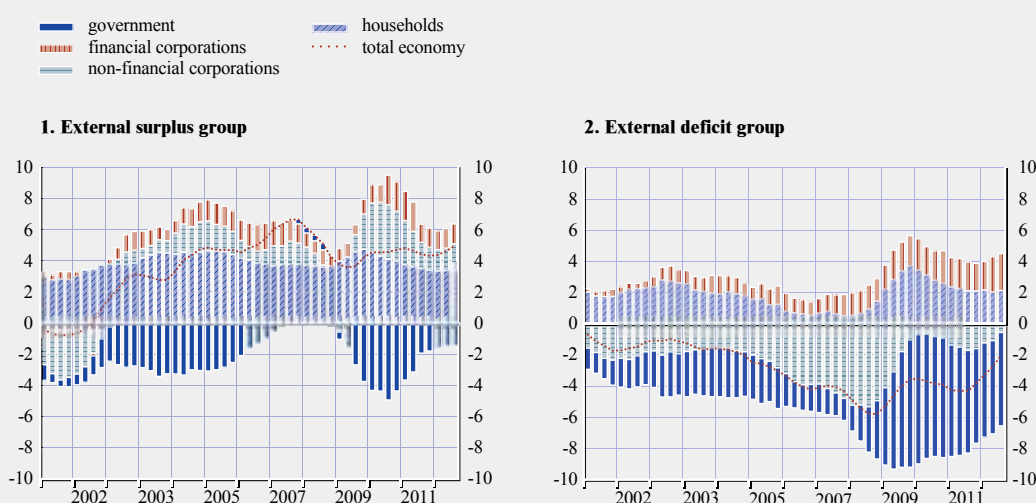 government
financial corporations
non-financial corporations
households
total economy
1. External surplus group
10 10
8 8
6 6
4 4
2 2
0 0
-2 -2
-4 -4
-6 -6
-8 -8
-10 -10
2002 2003 2005 2007 2009 2011
2. External deficit group
10 10
8 8
6 6
4 4
2 2
0 0
-2 -2
-4 -4
-6 -6
-8 -8
-10 -10
2002 2003 2005 2007 2009 2011